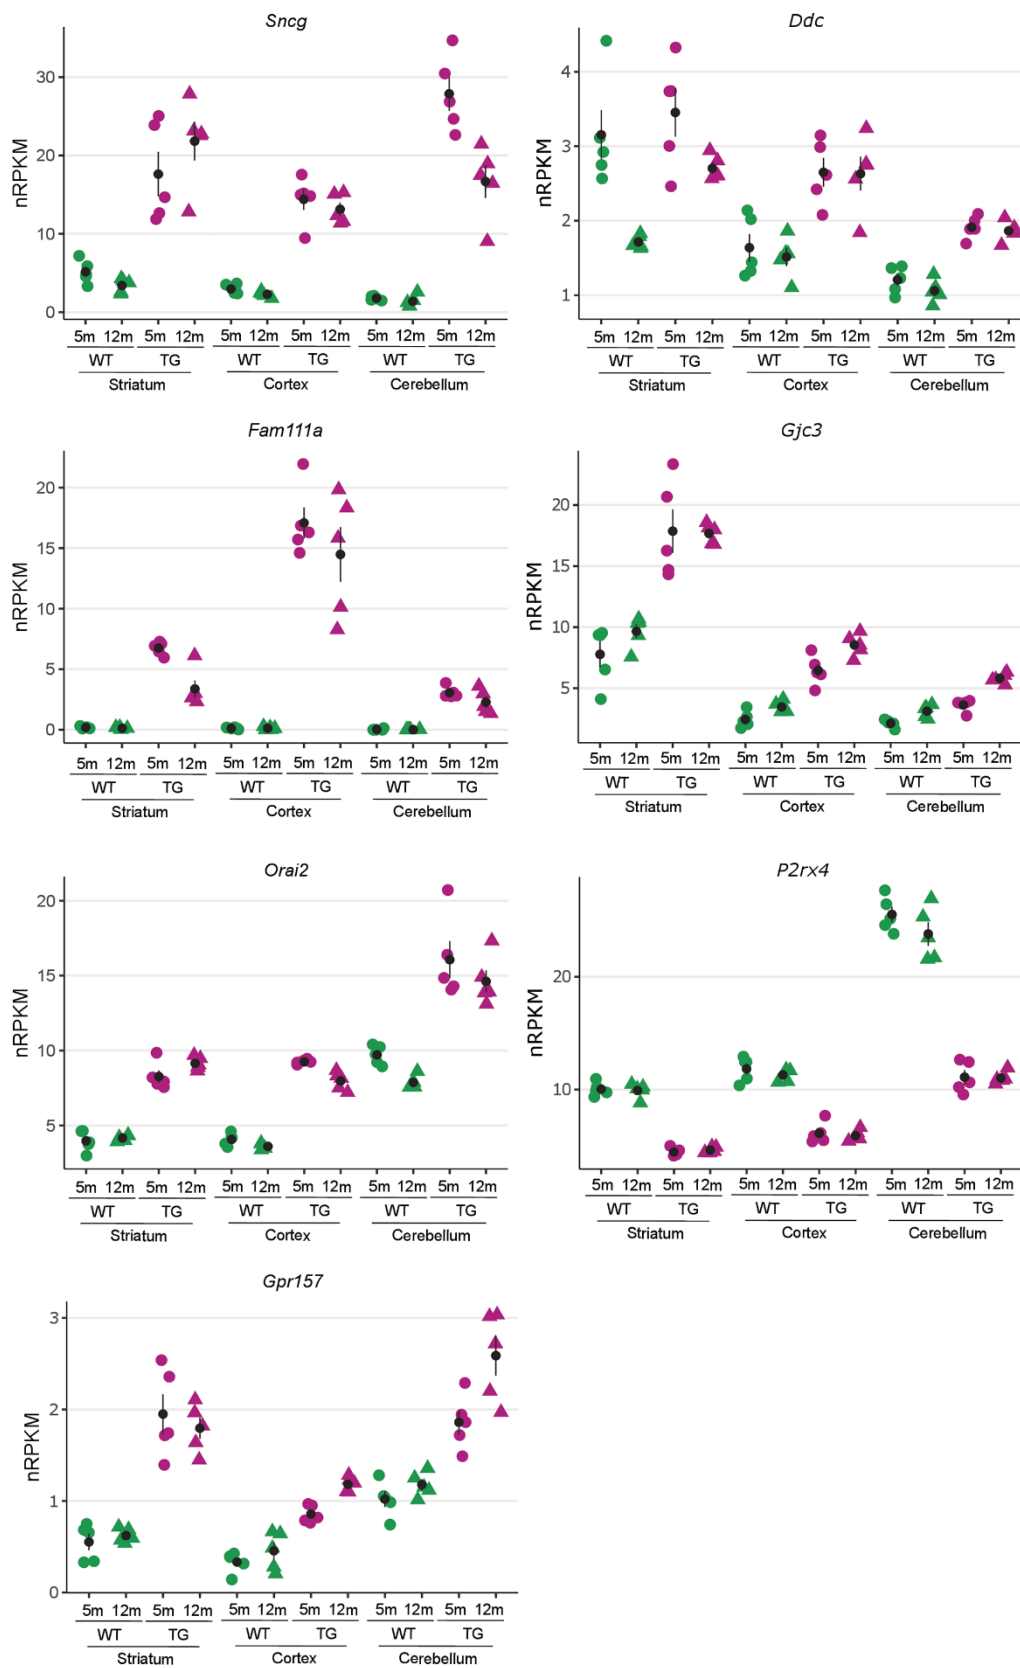 Sncg
nRPKM
30
20
10
0
5m 12m 5m 12m 5m 12m 5m 12m 5m 12m 5m 12m
WT TG WT TG WT TG
Striatum Cortex Cerebellum
Ddc
nRPKM
4
3
2
1
5m 12m 5m 12m 5m 12m 5m 12m 5m 12m 5m 12m
WT TG WT TG WT TG
Striatum Cortex Cerebellum
Fam111a
nRPKM
20
15
10
5
0
5m 12m 5m 12m 5m 12m 5m 12m 5m 12m 5m 12m
WT TG WT TG WT TG
Striatum Cortex Cerebellum
Gjc3
nRPKM
20
15
10
5
5m 12m 5m 12m 5m 12m 5m 12m 5m 12m 5m 12m
WT TG WT TG WT TG
Striatum Cortex Cerebellum
Orai2
nRPKM
20
15
10
5
5m 12m 5m 12m 5m 12m 5m 12m 5m 12m 5m 12m
WT TG WT TG WT TG
Striatum Cortex Cerebellum
P2rx4
nRPKM
20
10
5m 12m 5m 12m 5m 12m 5m 12m 5m 12m 5m 12m
WT TG WT TG WT TG
Striatum Cortex Cerebellum
Gpr157
nRPKM
3
2
1
0
5m 12m 5m 12m 5m 12m 5m 12m 5m 12m 5m 12m
WT TG WT TG WT TG
Striatum Cortex Cerebellum